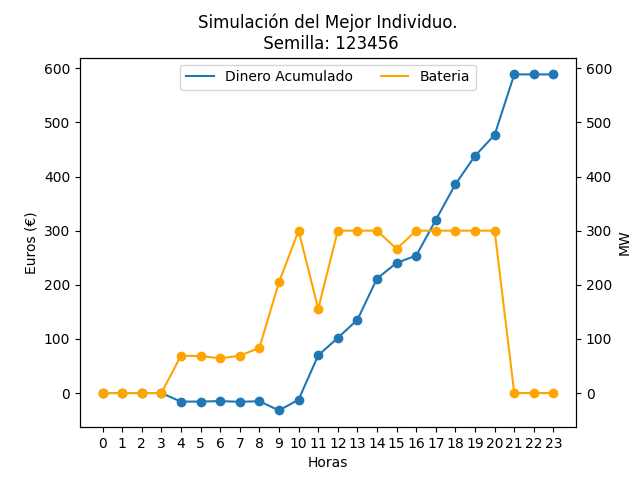 Simulación del Mejor Individuo.
Semilla: 123456
Dinero Acumulado
Bateria
600
500
400
300
200
100
0
Euros (€)
600
500
400
300
200
100
0
MW
0 1 2 3 4 5 6 7 8 9 10 11 12 13 14 15 16 17 18 19 20 21 22 23
Horas